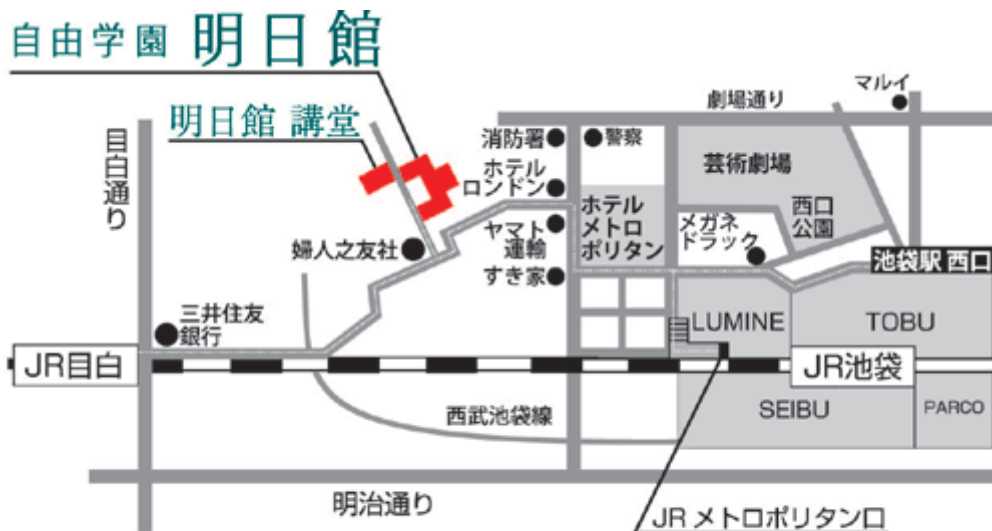 自由学園 明日館
マルイ
劇場通り
明日館 講堂
目白通り
消防署
警察
芸術劇場
ホテル
ロンドン
ホテル
メトロ
ポリタン
西口
公園
メガネ
ドラック
ヤマト
運輸
婦人之友社
池袋駅 西口
すき家
三井住友
銀行
LUMINE
TOBU
JR目白
JR池袋
西武池袋線
SEIBU
PARCO
明治通り
JR メトロポリタン口